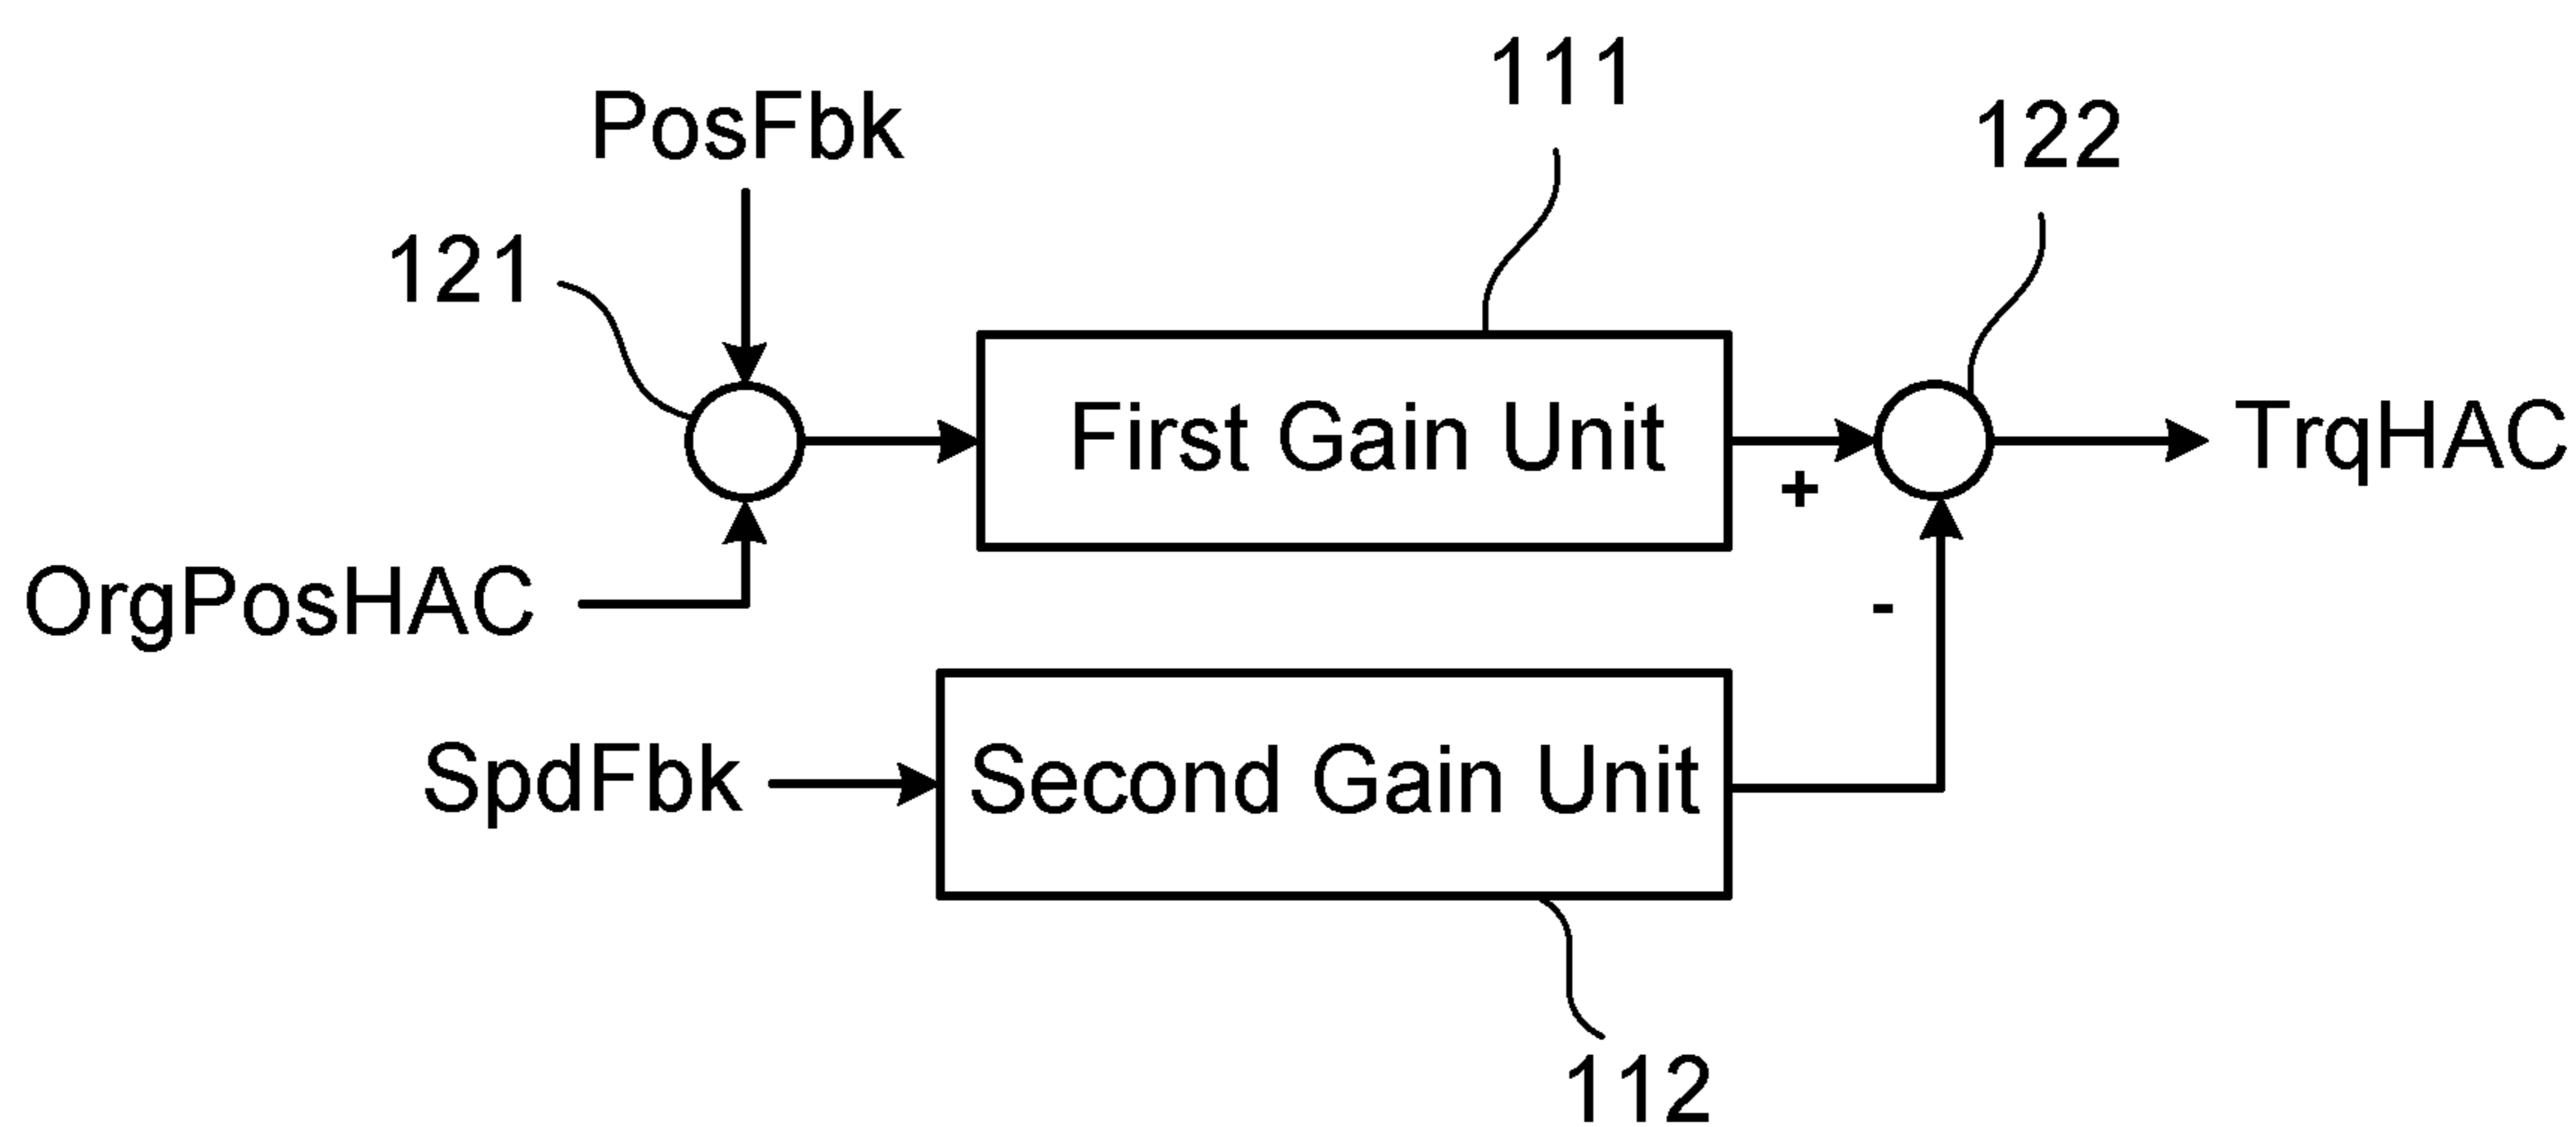 111
PosFbk
122
121
First Gain Unit
TrqHAC
+
OrgPosHAC
-
SpdFbk
Second Gain Unit
112